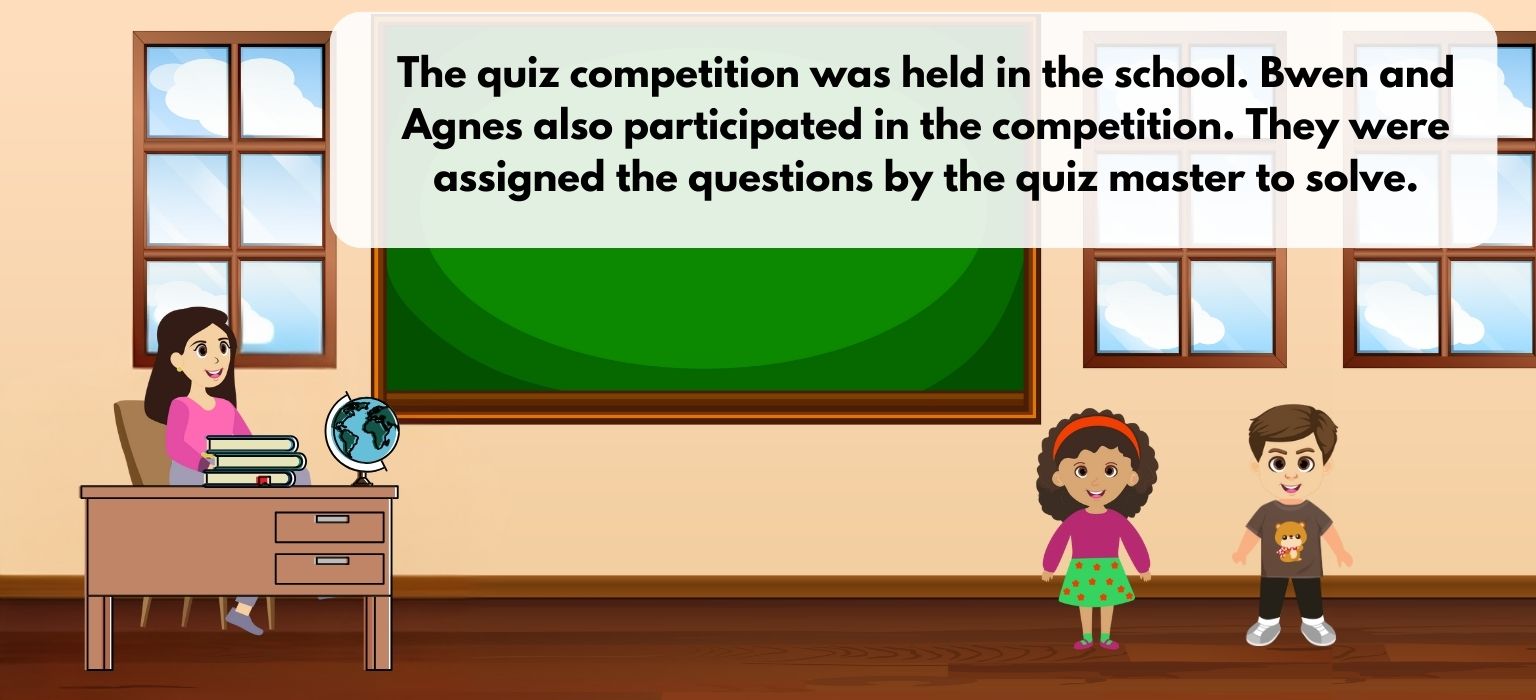 The quiz competition was held in the school. Bwen and
Agnes also participated in the competition. They were
assigned the questions by the quiz master to solve.